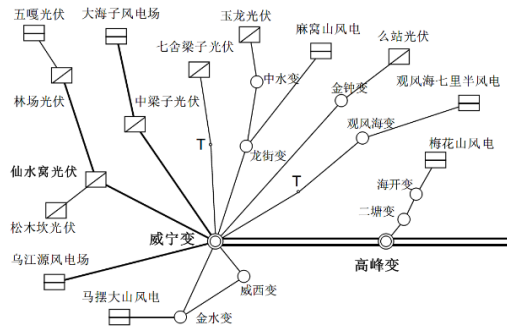 五嘎光伏
大海子风电场
玉龙光伏
麻窝山风电
么站光伏
七舍梁子光伏
林场光伏
中梁子光伏
中水变
金钟变
观风海七里半风电
观风海变
梅花山风电
T
龙街变
T
仙水窝光伏
海开变
二塘变
松木坎光伏
威宁变
高峰变
乌江源风电场
威西变
马摆大山风电
金水变